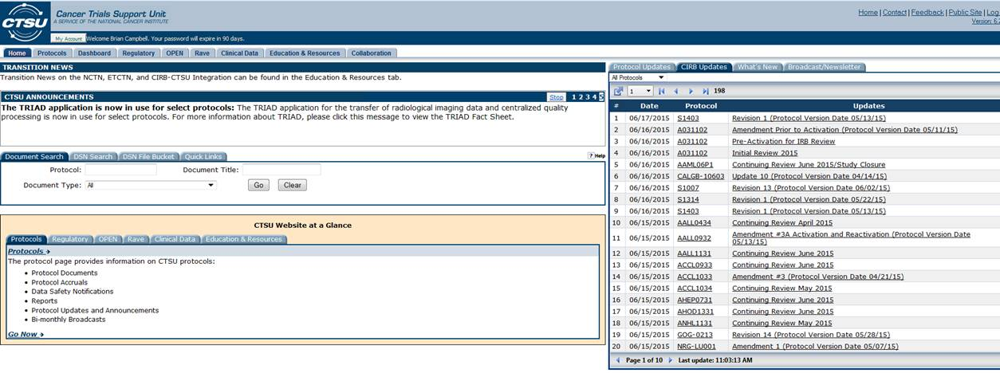 CTSU
Cancer Trials Support Unit
A SERVICE OF THE NATIONAL CANCER INSTITUTE
Home | Contact | Feedback | Public Site | Log
Version: 6.
My Account Welcome Brian Campbell. Your password will expire in 90 days.
Home Protocols Dashboard Regulatory OPEN Rave Clinical Data Education & Resources Collaboration
TRANSITION NEWS
Transition News on the NCTN, ETCTN, and CIRB-CTSU Integration can be found in the Education & Resources tab.
CTSU ANNOUNCEMENTS Stop 1 2 3 4 5
The TRIAD application is now in use for select protocols: The TRIAD application for the transfer of radiological imaging data and centralized quality
processing is now in use for select protocols. For more information about TRIAD, please click this message to view the TRIAD Fact Sheet.
Document Search DSN Search DSN File Bucket Quick Links ? Help
Protocol: Document Title:
Document Type: All Go Clear
CTSU Website at a Glance
Protocols Regulatory OPEN Rave Clinical Data Education & Resources
Protocols
The protocol page provides information on CTSU protocols:
• Protocol Documents
• Protocol Accruals
• Data Safety Notifications
• Reports
• Protocol Updates and Announcements
• Bi-monthly Broadcasts
Go Now
Protocol Updates CIRB Updates What's New Broadcast/Newsletter
All Protocols
1 198
# Date Protocol Updates
1 06/17/2015 S1403 Revision 1 (Protocol Version Date 05/13/15)
2 06/16/2015 A031102 Amendment Prior to Activation (Protocol Version Date 05/11/15)
3 06/16/2015 A031102 Pre-Activation for IRB Review
4 06/16/2015 A031102 Initial Review 2015
5 06/16/2015 AAML06P1 Continuing Review June 2015/Study Closure
6 06/16/2015 CALGB-10603 Update 10 (Protocol Version Date 04/14/15)
7 06/16/2015 S1007 Revision 13 (Protocol Version Date 06/02/15)
8 06/16/2015 S1314 Revision 1 (Protocol Version Date 05/22/15)
9 06/16/2015 S1403 Revision 1 (Protocol Version Date 05/13/15)
10 06/15/2015 AALL0434 Continuing Review April 2015
11 06/15/2015 AALL0932 Amendment #3A Activation and Reactivation (Protocol Version Date
05/13/15)
12 06/15/2015 AALL1131 Continuing Review June 2015
13 06/15/2015 ACCL0933 Continuing Review June 2015
14 06/15/2015 ACCL1033 Amendment #3 (Protocol Version Date 04/21/15)
15 06/15/2015 ACCL1034 Continuing Review May 2015
16 06/15/2015 AHEP0731 Continuing Review June 2015
17 06/15/2015 AHOD1331 Continuing Review June 2015
18 06/15/2015 ANHL1131 Continuing Review May 2015
19 06/15/2015 GOG-0213 Revision 14 (Protocol Version Date 05/28/15)
20 06/15/2015 NRG-LU001 Amendment 1 (Protocol Version Date 05/07/15)
Page 1 of 10 Last update: 11:03:13 AM